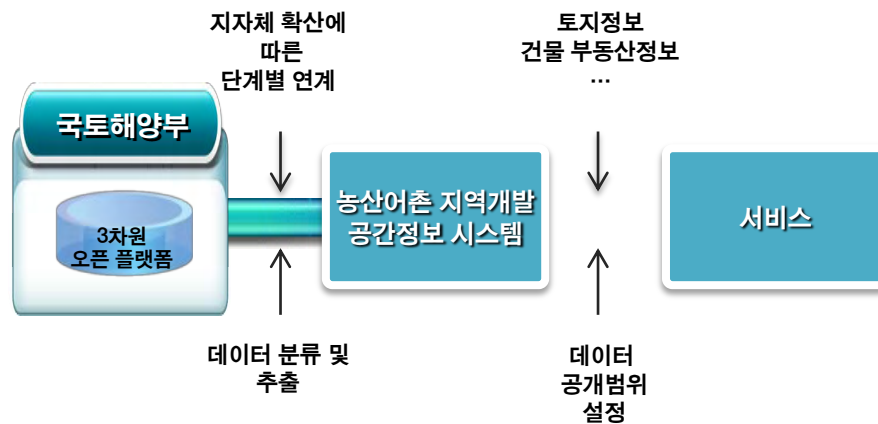 지자체 확산에
따른
단계별 연계
토지정보
건물 부동산정보
…
국토해양부
3차원
오픈 플랫폼
농산어촌 지역개발
공간정보 시스템
서비스
데이터 분류 및
추출
데이터
공개범위
설정